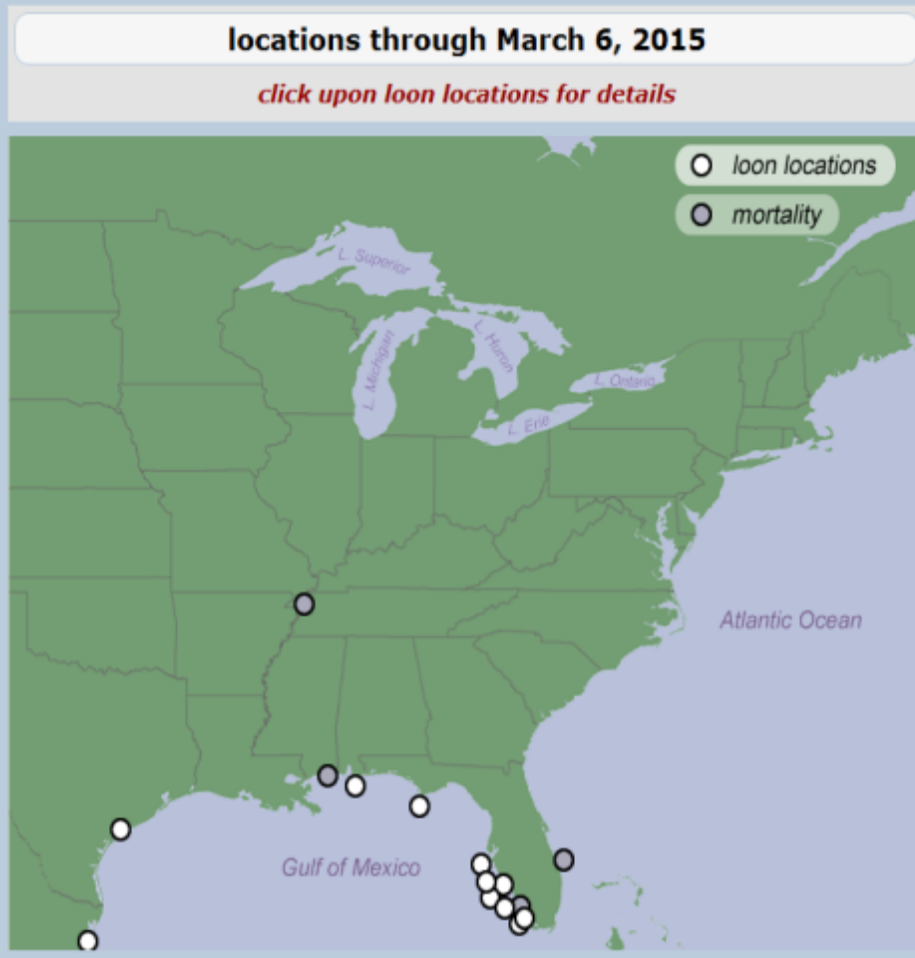 locations through March 6, 2015
click upon loon locations for details
loon locations
mortality
L. Superior
L. Michigan
L. Huron
L. Ontario
L. Erie
Atlantic Ocean
Gulf of Mexico